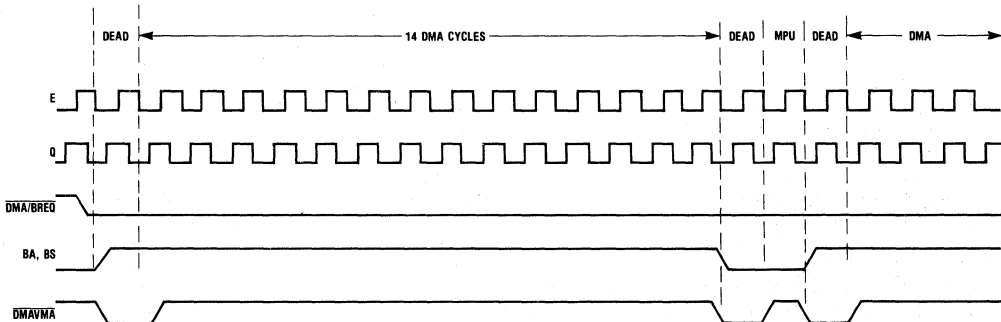 DEAD 14 DMA CYCLES DEAD MPU DEAD DMA
E
Q
DMA/BREQ
BA, BS
DMAVMA